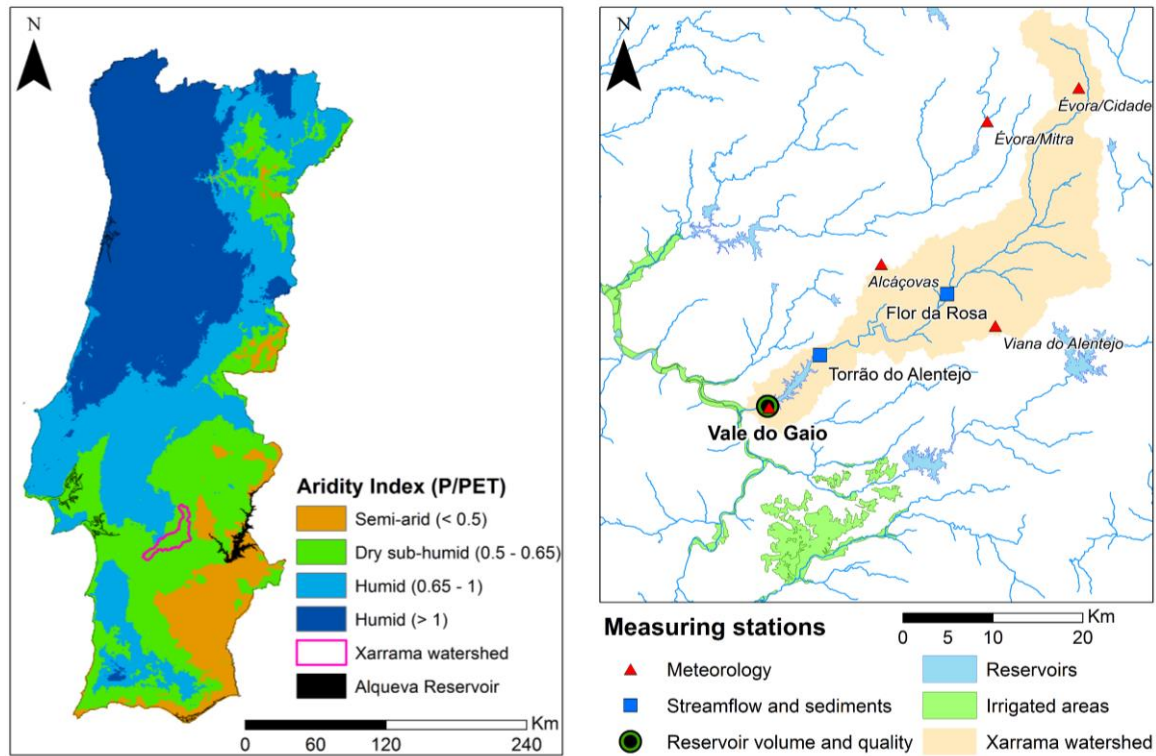 N
Aridity Index (P/PET)
Semi-arid (< 0.5)
Dry sub-humid (0.5 - 0.65)
Humid (0.65 - 1)
Humid (> 1)
Xarrama watershed
Alqueva Reservoir
Km
0 60 120 240
N
Évora/Cidade
Évora/Mitra
Alcáçovas
Flor da Rosa
Viana do Alentejo
Torrão do Alentejo
Vale do Gaio
Measuring stations
Km
0 5 10 20
Meteorology
Streamflow and sediments
Reservoir volume and quality
Reservoirs
Irrigated areas
Xarrama watershed